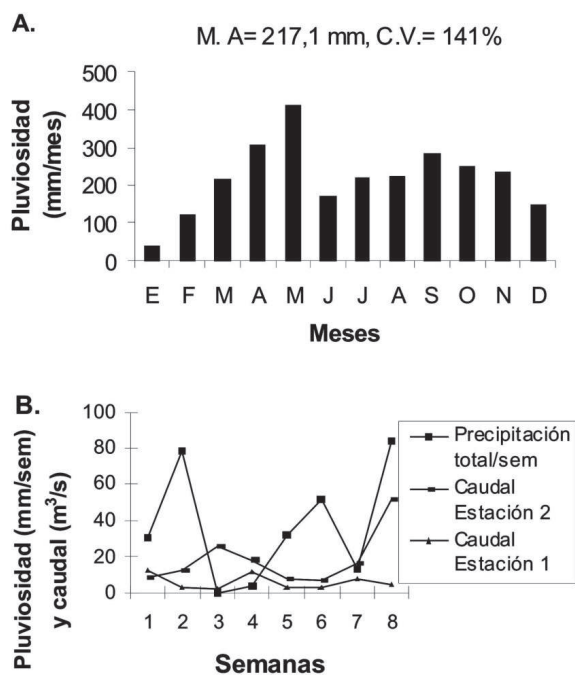 A.
M. A= 217,1 mm, C.V.= 141%
Pluviosidad
(mm/mes)
500
400
300
200
100
0
E F M A M J J A S O N D
Meses
B.
Pluviosidad (mm/sem)
y caudal (m³/s)
100
80
60
40
20
0
1 2 3 4 5 6 7 8
Semanas
Precipitación
total/sem
Caudal
Estación 2
Caudal
Estación 1